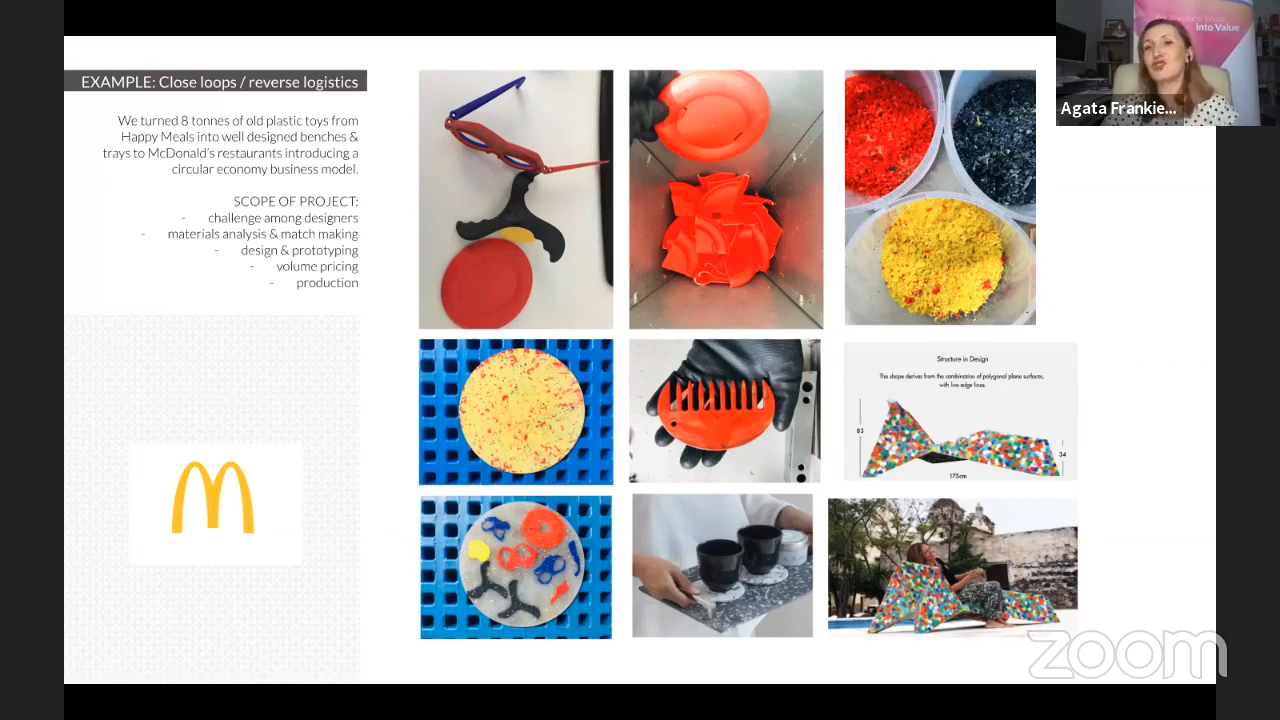 EXAMPLE: Close loops / reverse logistics
We turned 8 tonnes of old plastic toys from
Happy Meals into well designed benches &
trays to McDonald's restaurants introducing a
circular economy business model.
SCOPE OF PROJECT:
- challenge among designers
- materials analysis & match making
- design & prototyping
- volume pricing
- production
Structure in Design
The shape derives from the combination of polygonal plane surfaces,
with live edge lines.
83
34
175cm
into Value
Agata Frankie...
zoom